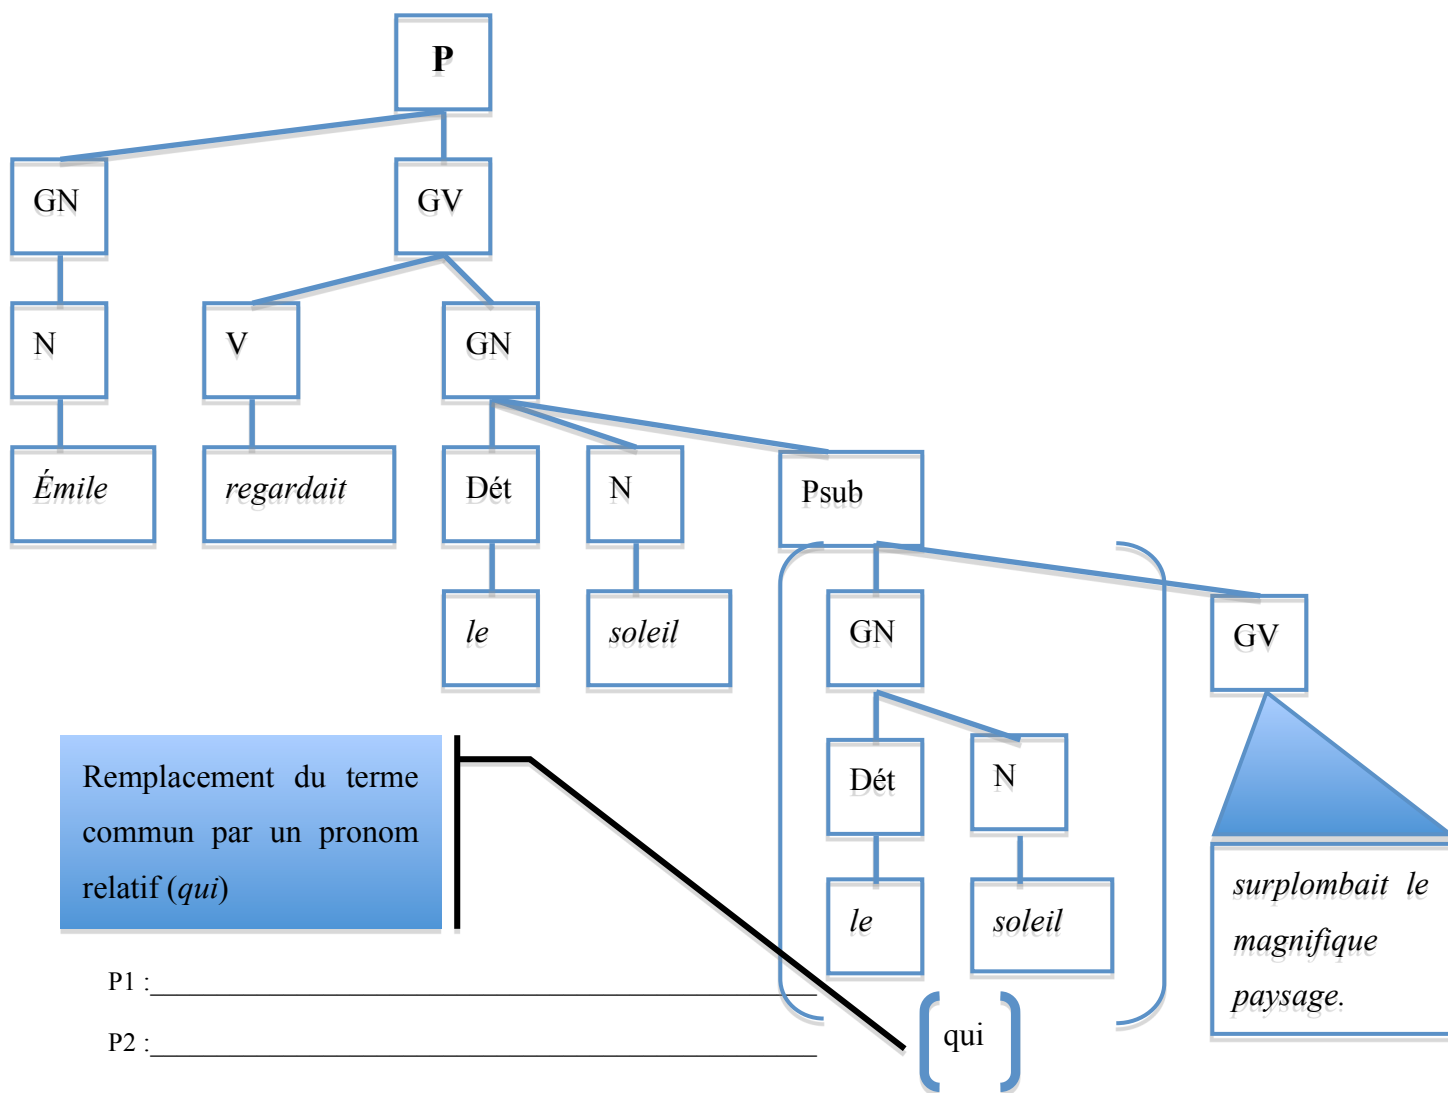 P
GN GV
N V GN
Émile regardait Dét N Psub
le soleil GN GV
Remplacement du terme
commun par un pronom
relatif (qui)
Dét N
le soleil
surplombait le
magnifique
paysage.
P1 :
P2 :
qui